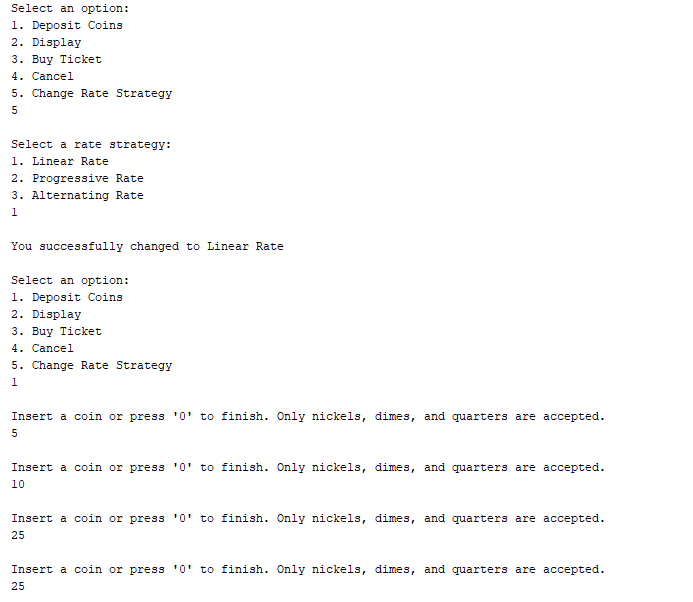 Select an option:
1. Deposit Coins
2. Display
3. Buy Ticket
4. Cancel
5. Change Rate Strategy
5
Select a rate strategy:
1. Linear Rate
2. Progressive Rate
3. Alternating Rate
1
You successfully changed to Linear Rate
Select an option:
1. Deposit Coins
2. Display
3. Buy Ticket
4. Cancel
5. Change Rate Strategy
1
Insert a coin or press '0' to finish. Only nickels, dimes, and quarters are accepted.
5
Insert a coin or press '0' to finish. Only nickels, dimes, and quarters are accepted.
10
Insert a coin or press '0' to finish. Only nickels, dimes, and quarters are accepted.
25
Insert a coin or press '0' to finish. Only nickels, dimes, and quarters are accepted.
25